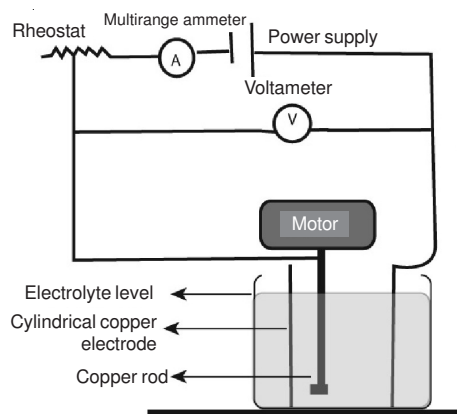 Multirange ammeter
Rheostat
Power supply
A
Voltameter
V
Motor
Electrolyte level
Cylindrical copper
electrode
Copper rod